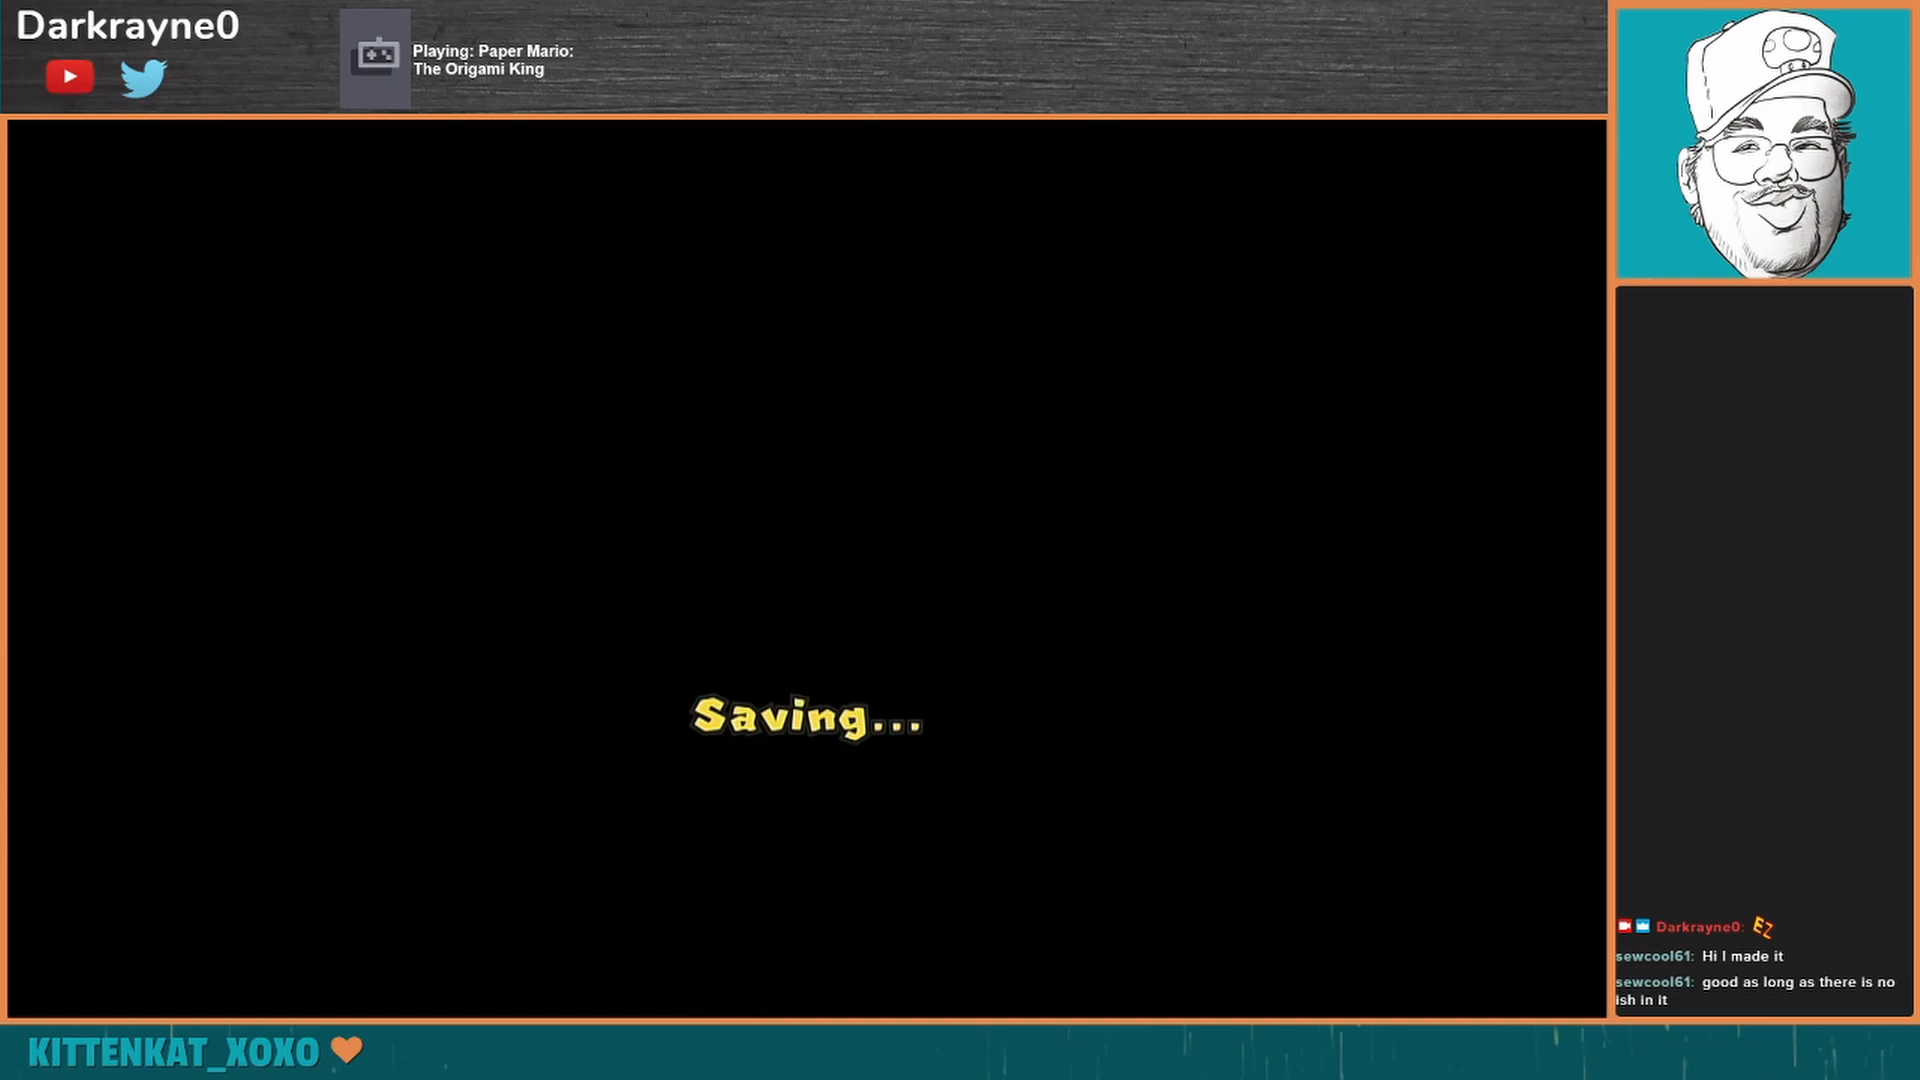 Darkrayne0
Playing: Paper Mario:
The Origami King
Saving...
Darkrayne0: EZ
sewcool61: Hi I made it
sewcool61: good as long as there is no
ish in it
KITTENKAT_XOXO